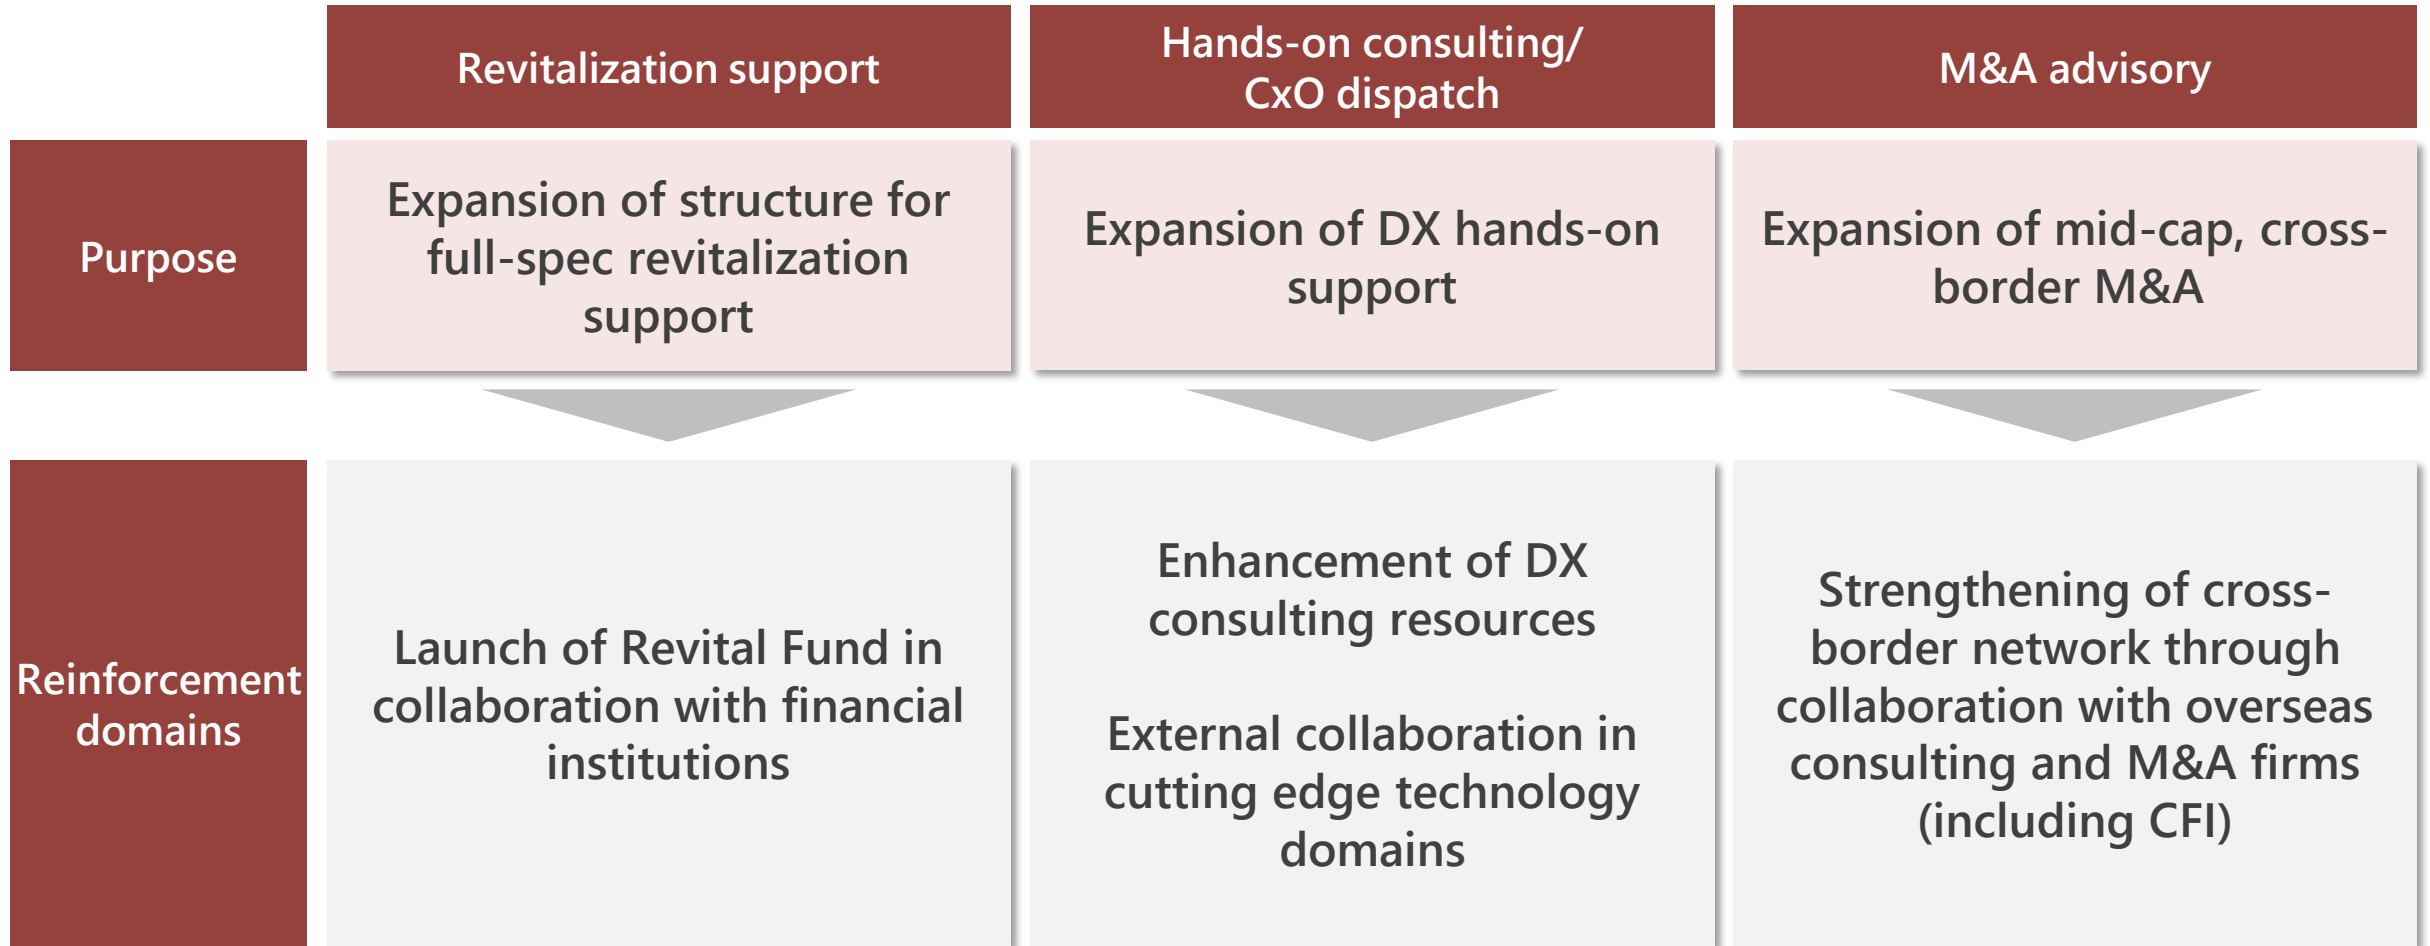 Revitalization support
Hands-on consulting/
CxO dispatch
M&A advisory
Purpose
Expansion of structure for
full-spec revitalization
support
Expansion of DX hands-on
support
Expansion of mid-cap, cross-
border M&A
Reinforcement
domains
Launch of Revital Fund in
collaboration with financial
institutions
Enhancement of DX
consulting resources
External collaboration in
cutting edge technology
domains
Strengthening of cross-
border network through
collaboration with overseas
consulting and M&A firms
(including CFI)